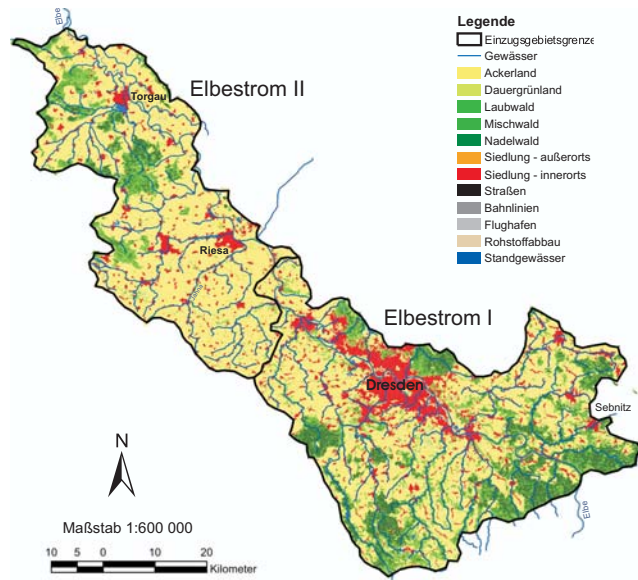 Elbe
Legende
Einzugsgebietsgrenze
Gewässer
Ackerland
Dauergrünland
Laubwald
Mischwald
Nadelwald
Siedlung - außerorts
Siedlung - innerorts
Straßen
Bahnlinien
Flughafen
Rohstoffabbau
Standgewässer
Elbestrom II
Torgau
Riesa
Elbestrom I
Dresden
Sebnitz
Elbe
N
Maßstab 1:600 000
10 5 0 10 20
Kilometer